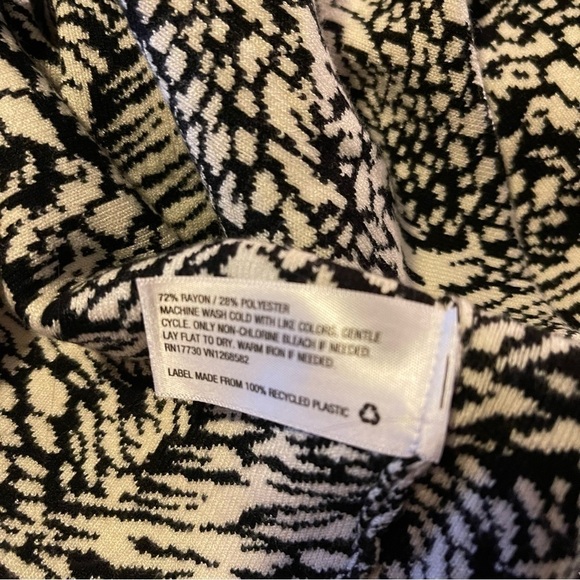 72% RAYON / 28% POLYESTER
MACHINE WASH COLD WITH LIKE COLORS, GENTLE
CYCLE. ONLY NON-CHLORINE BLEACH IF NEEDED.
LAY FLAT TO DRY. WARM IRON IF NEEDED.
RN17730 VN1268582
LABEL MADE FROM 100% RECYCLED PLASTIC